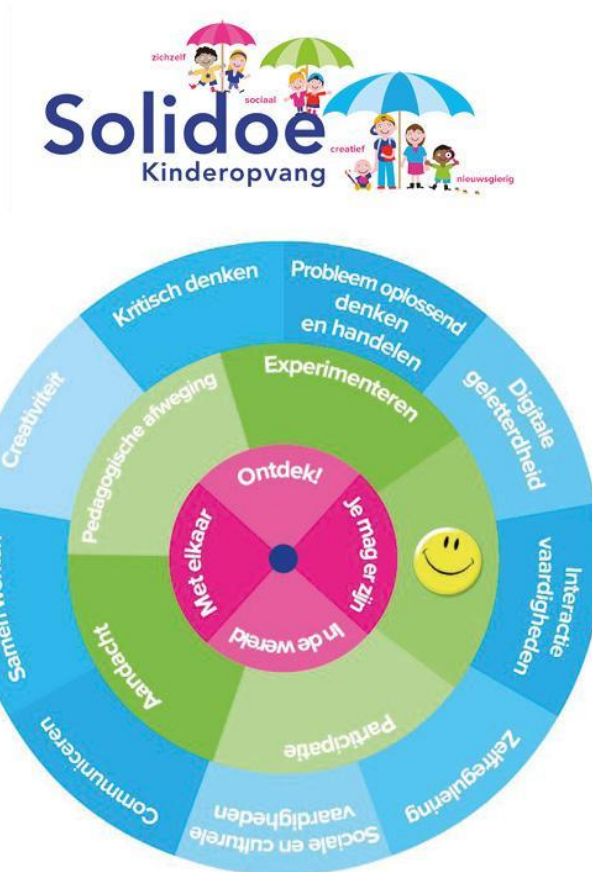 zichzelf
sociaal
Solidoe
creatief
Kinderopvang
nieuwsgierig
Kritisch denken
Probleem oplossend
denken
en handelen
Digitale
geletterdheid
Interactie
vaardigheden
Zelfregulering
Sociale en culturele
vaardigheden
Communiceren
Samen
Creativiteit
Pedagogische afweging
Experimenteren
Participatie
Aandacht
Ontdek!
Je mag er zijn
In de wereld
Met elkaar